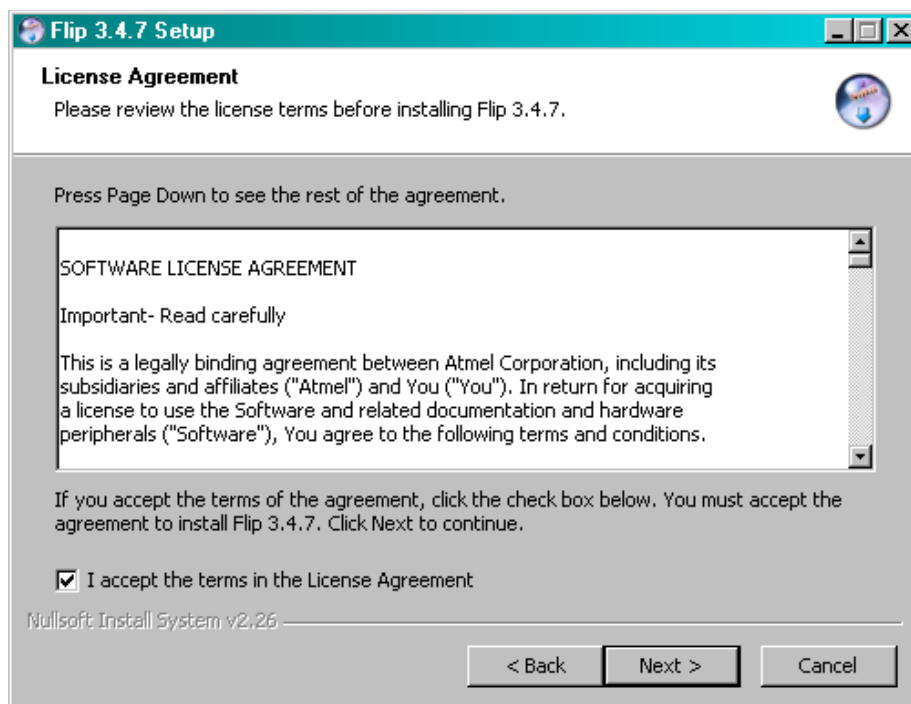 Flip 3.4.7 Setup
License Agreement
Please review the license terms before installing Flip 3.4.7.
Press Page Down to see the rest of the agreement.
SOFTWARE LICENSE AGREEMENT
Important- Read carefully
This is a legally binding agreement between Atmel Corporation, including its
subsidiaries and affiliates ("Atmel") and You ("You"). In return for acquiring
a license to use the Software and related documentation and hardware
peripherals ("Software"), You agree to the following terms and conditions.
If you accept the terms of the agreement, click the check box below. You must accept the
agreement to install Flip 3.4.7. Click Next to continue.
I accept the terms in the License Agreement
Nullsoft Install System v2.26
< Back Next > Cancel